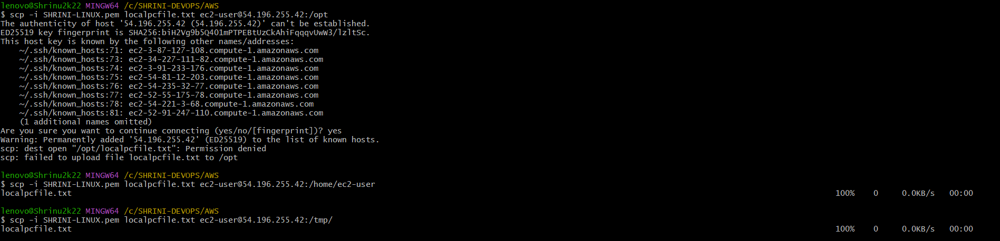 lenovo@Shrinu2k22 MINGW64 /c/SHRINI-DEVOPS/AWS
$ scp -i SHRINI-LINUX.pem localpcfile.txt ec2-user@54.196.255.42:/opt
The authenticity of host '54.196.255.42 (54.196.255.42)' can't be established.
ED25519 key fingerprint is SHA256:biH2Vg9b5Q4O1mPTPEBtUzCkAhiFqqqvUwW3/lzltSc.
This host key is known by the following other names/addresses:
    ~/.ssh/known_hosts:71: ec2-3-87-127-108.compute-1.amazonaws.com
    ~/.ssh/known_hosts:73: ec2-34-227-111-82.compute-1.amazonaws.com
    ~/.ssh/known_hosts:74: ec2-3-91-233-176.compute-1.amazonaws.com
    ~/.ssh/known_hosts:75: ec2-54-81-12-203.compute-1.amazonaws.com
    ~/.ssh/known_hosts:76: ec2-54-235-32-77.compute-1.amazonaws.com
    ~/.ssh/known_hosts:77: ec2-52-55-175-78.compute-1.amazonaws.com
    ~/.ssh/known_hosts:78: ec2-54-221-3-68.compute-1.amazonaws.com
    ~/.ssh/known_hosts:81: ec2-52-91-247-110.compute-1.amazonaws.com
    (1 additional names omitted)
Are you sure you want to continue connecting (yes/no/[fingerprint])? yes
Warning: Permanently added '54.196.255.42' (ED25519) to the list of known hosts.
scp: dest open "/opt/localpcfile.txt": Permission denied
scp: failed to upload file localpcfile.txt to /opt
lenovo@Shrinu2k22 MINGW64 /c/SHRINI-DEVOPS/AWS
$ scp -i SHRINI-LINUX.pem localpcfile.txt ec2-user@54.196.255.42:/home/ec2-user
localpcfile.txt 100% 0 0.0KB/s 00:00
lenovo@Shrinu2k22 MINGW64 /c/SHRINI-DEVOPS/AWS
$ scp -i SHRINI-LINUX.pem localpcfile.txt ec2-user@54.196.255.42:/tmp/
localpcfile.txt 100% 0 0.0KB/s 00:00